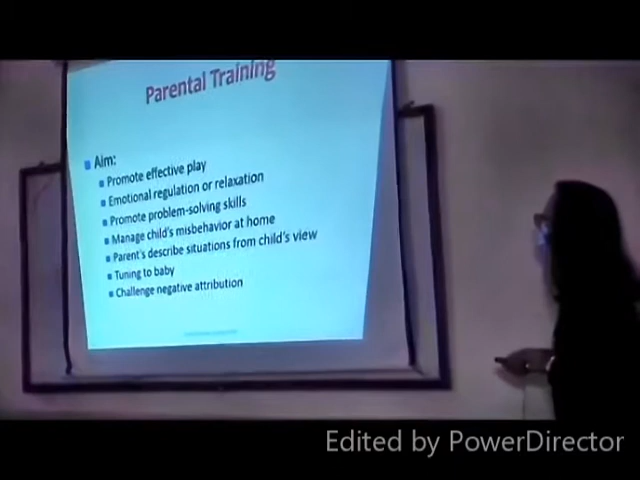 Parental Training
Aim:
Promote effective play
Emotional regulation or relaxation
Promote problem-solving skills
Manage child's misbehavior at home
Parent's describe situations from child's view
Tuning to baby
Challenge negative attribution
Edited by PowerDirector